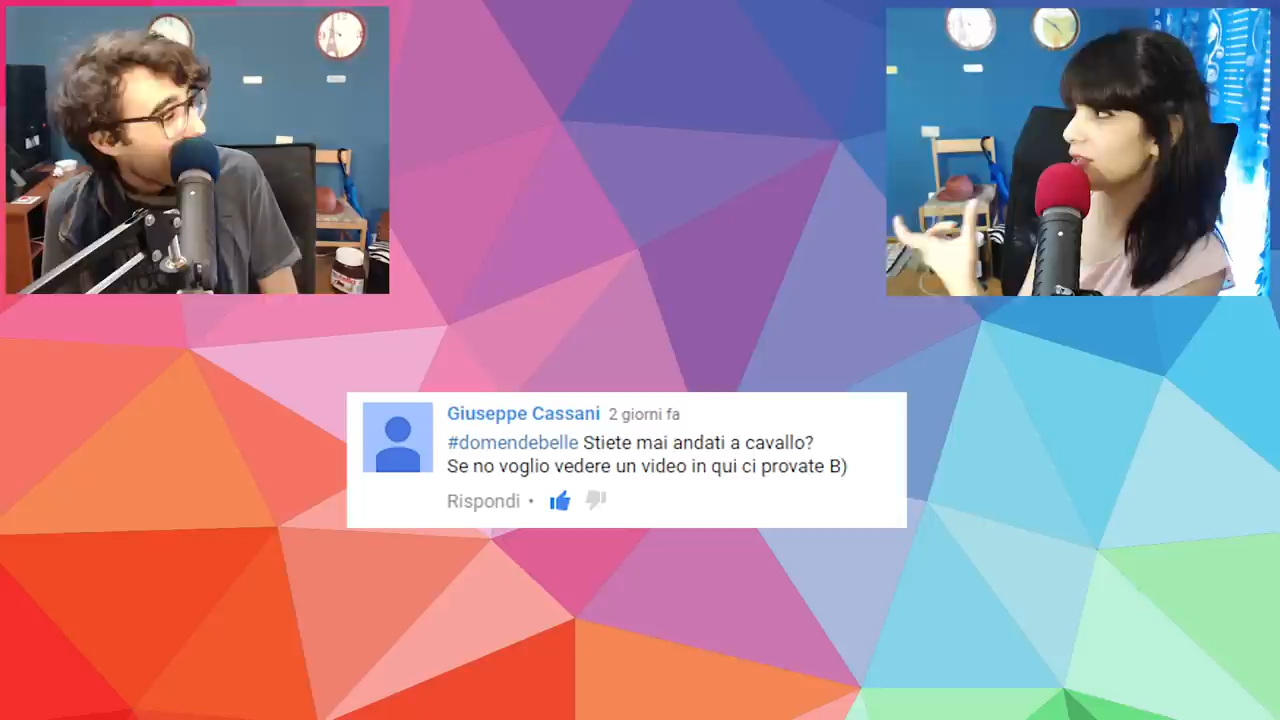 Giuseppe Cassani 2 giorni fa
#domendebelle Stiete mai andati a cavallo?
Se no voglio vedere un video in qui ci provate B)
Rispondi •